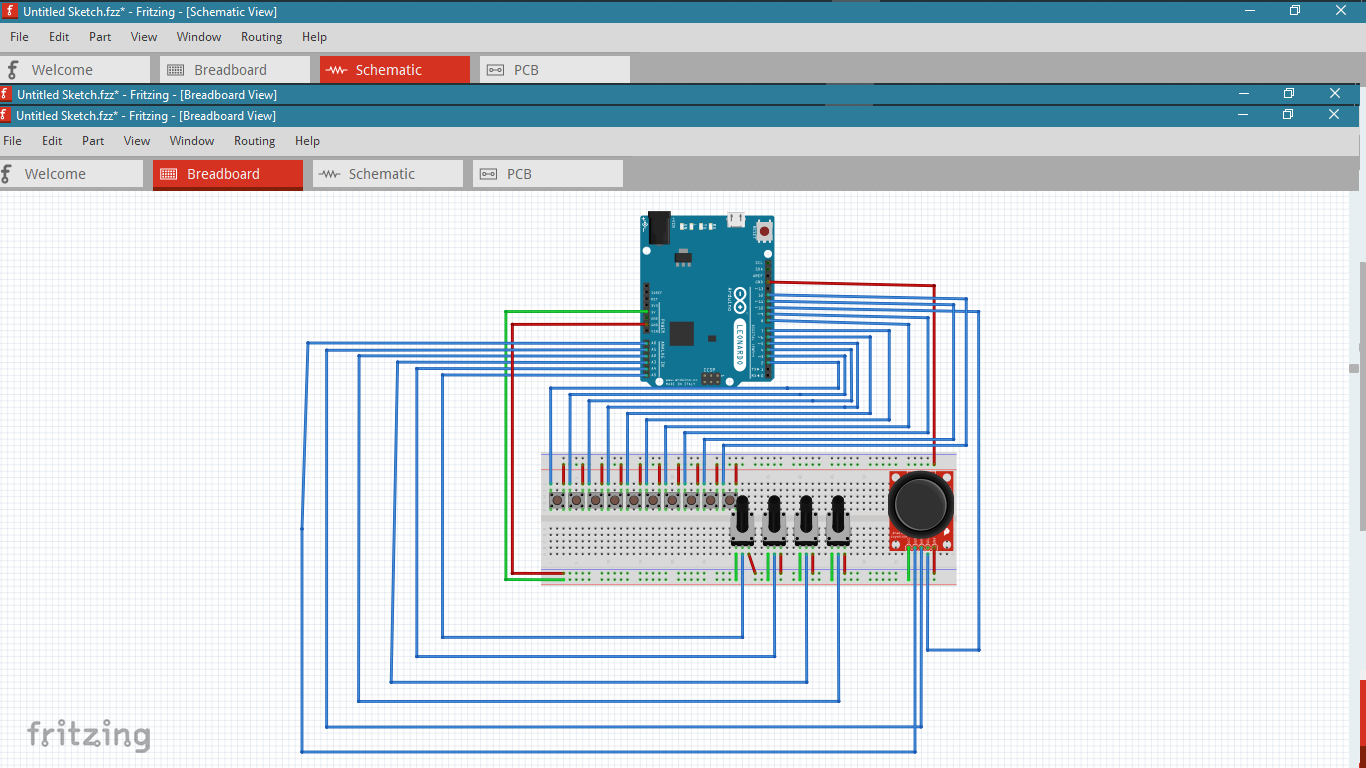 Untitled Sketch.fzz* - Fritzing - [Schematic View]
File Edit Part View Window Routing Help
Welcome Breadboard Schematic PCB
Untitled Sketch.fzz* - Fritzing - [Breadboard View]
Untitled Sketch.fzz* - Fritzing - [Breadboard View]
File Edit Part View Window Routing Help
Welcome Breadboard Schematic PCB
LEONARDO
ICSP
fritzing